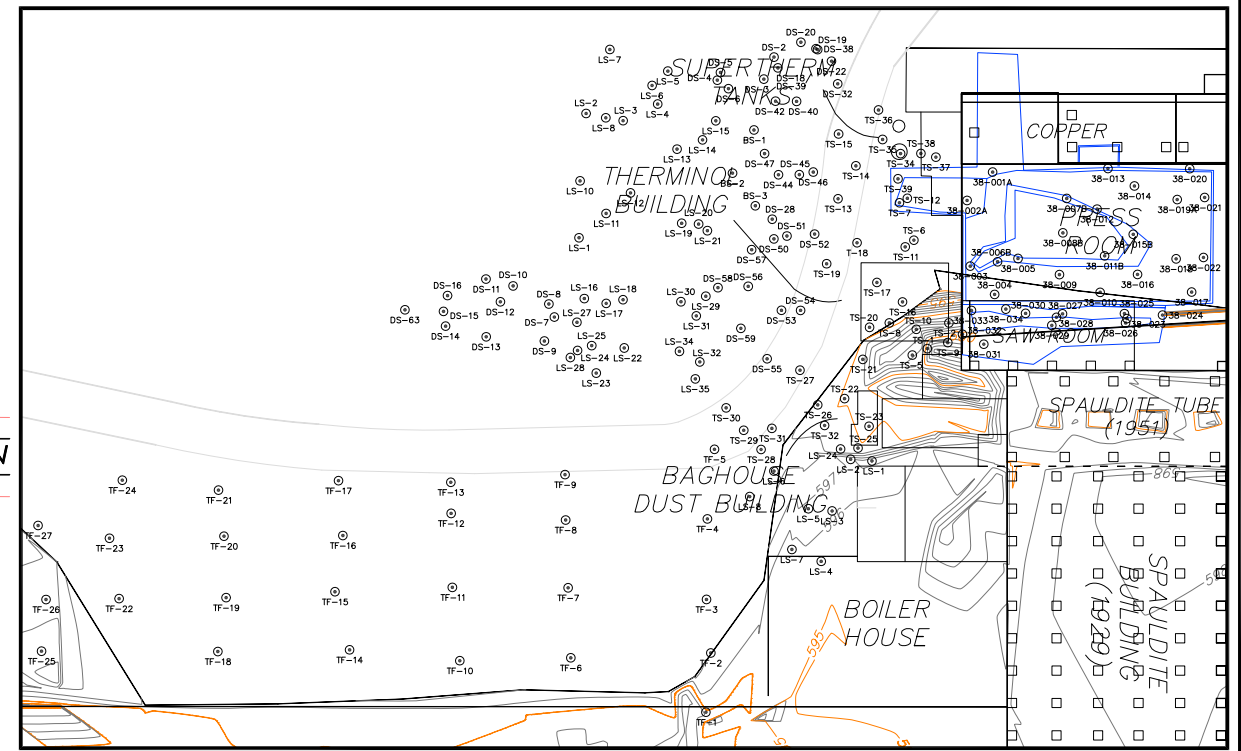 DS-20
DS-19
DS-2
DS-38
LS-7
DS-5
DS-22
SUPERTHERM
LS-5
DS-4
DS-3
DS-18
DS-39
DS-32
TANKS
LS-6
DS-6
LS-2
LS-3
LS-4
DS-42
DS-40
TS-36
LS-8
LS-15
BS-1
TS-15
COPPER
LS-14
TS-35
TS-38
LS-13
DS-47
DS-45
TS-34
TS-37
TS-14
38-013
38-020
THERMINOL
BS-2
DS-44
DS-46
38-001A
LS-10
TS-39
38-014
LS-12
BUILDING
BS-3
TS-13
TS-12
38-002A
38-007B
38-019A
38-021
LS-11
LS-20
DS-28
TS-7
38-012
PRESS
LS-19
LS-21
DS-51
TS-6
38-008B
38-015B
ROOM
LS-1
DS-50
DS-52
T-18
TS-11
38-006B
DS-57
TS-19
38-003
38-005
38-011B
38-018
38-022
DS-10
DS-58
DS-56
TS-17
38-004
38-009
38-016
DS-16
DS-11
LS-16
LS-18
LS-30
38-010
38-017
DS-63
DS-15
DS-12
DS-8
LS-17
LS-29
DS-54
DS-53
TS-16
38-030
38-027
38-025
DS-7
LS-27
LS-31
TS-20
TS-8
TS-10
38-033
38-034
38-028
38-023
38-024
DS-14
DS-13
LS-25
DS-59
TS-1
TS-2
38-032
38-029
38-026
SAW ROOM
DS-9
LS-24
LS-22
LS-34
TS-9
38-031
LS-28
LS-32
DS-55
TS-21
TS-5
LS-23
LS-35
TS-27
TS-22
SPAULDITE TUBE
(1951)
TS-30
TS-26
TS-23
TS-29
TS-31
TS-32
TS-25
TF-5
TS-28
LS-24
LS-2
LS-1
BAGHOUSE
LS-6
597
DUST BUILDING
LS-8
LS-5
LS-3
596
TF-24
TF-21
TF-17
TF-13
TF-9
TF-27
TF-23
TF-20
TF-16
TF-12
TF-8
TF-4
LS-7
LS-4
TF-26
TF-22
TF-19
TF-15
TF-11
TF-7
TF-3
BOILER
HOUSE
595
SPAULDITE
BUILDING
(1929)
TF-25
TF-18
TF-14
TF-10
TF-6
TF-2
TF-1